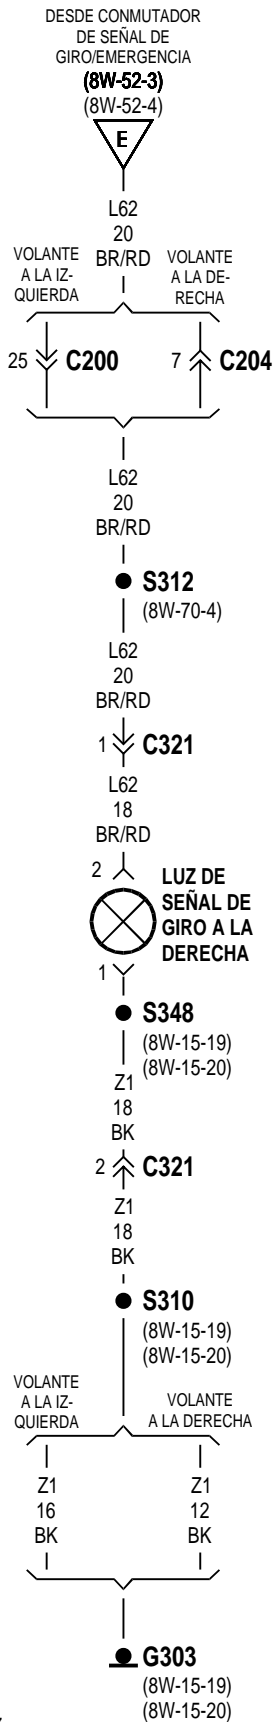 DESDE CONMUTADOR
DE SEÑAL DE
GIRO/EMERGENCIA
(8W-52-3)
(8W-52-4)
E
L62
20
BR/RD
VOLANTE
A LA IZ-
QUIERDA
VOLANTE
A LA DE-
RECHA
25 C200
7 C204
L62
20
BR/RD
S312
(8W-70-4)
L62
20
BR/RD
1 C321
L62
18
BR/RD
2
LUZ DE
SEÑAL DE
GIRO A LA
DERECHA
1
S348
(8W-15-19)
(8W-15-20)
Z1
18
BK
2 C321
Z1
18
BK
S310
(8W-15-19)
(8W-15-20)
VOLANTE
A LA IZ-
QUIERDA
VOLANTE
A LA DERECHA
Z1
16
BK
Z1
12
BK
G303
(8W-15-19)
(8W-15-20)